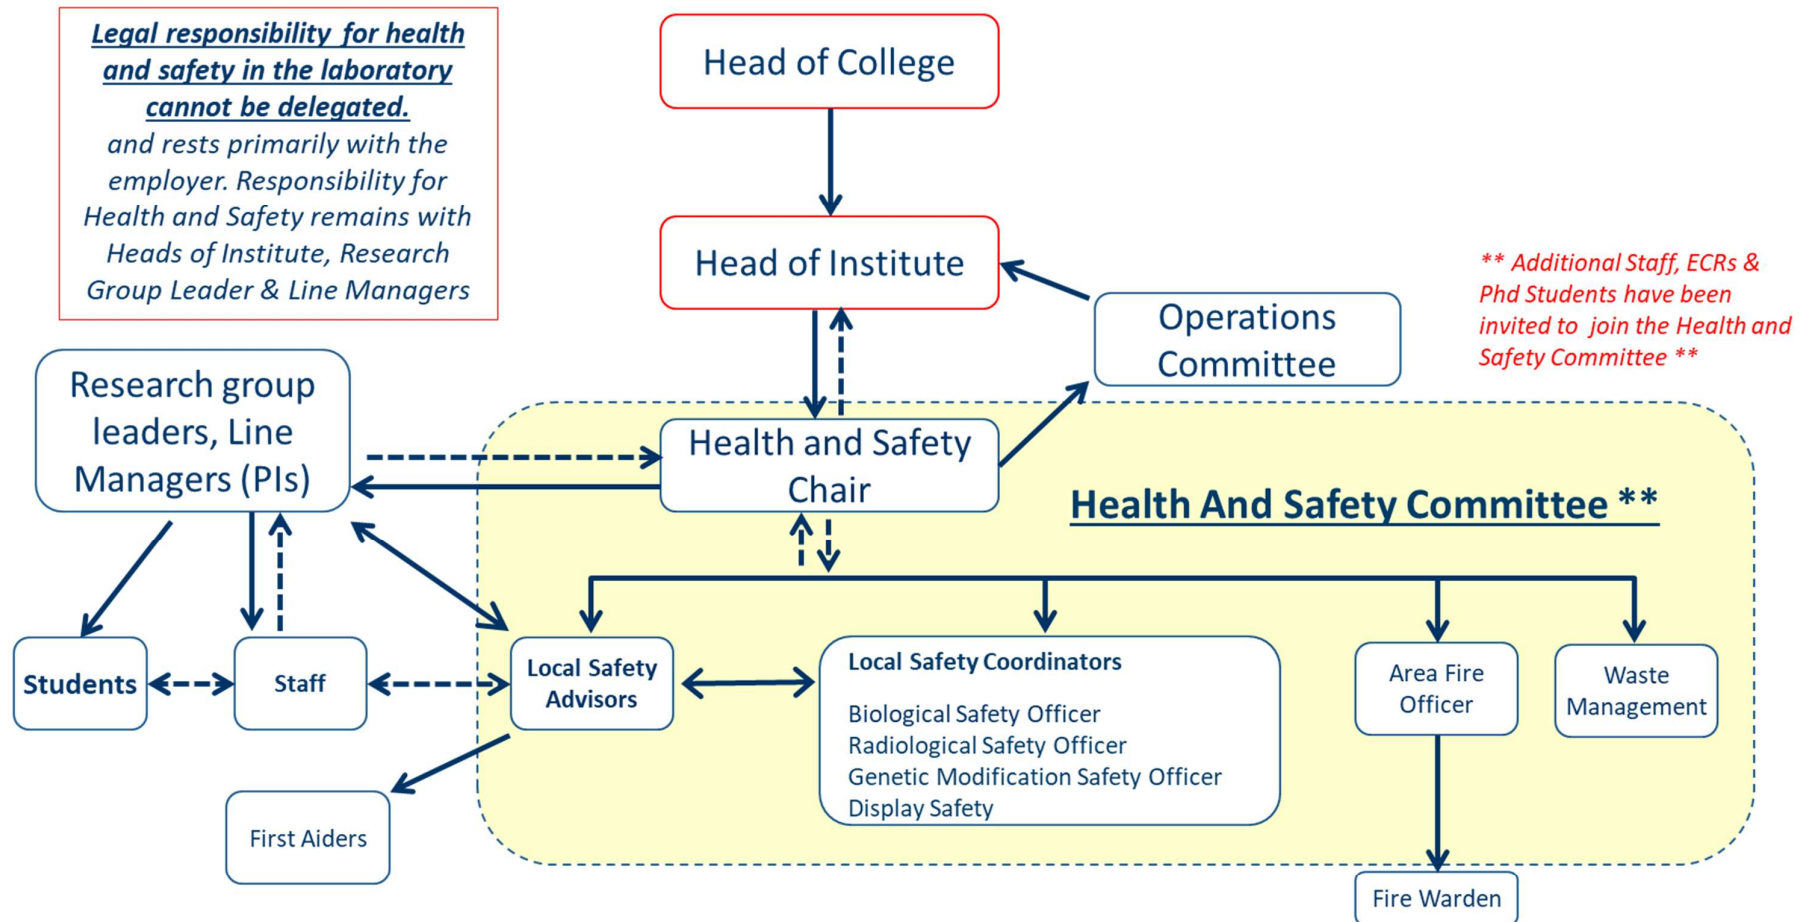 Legal responsibility for health
and safety in the laboratory
cannot be delegated.
and rests primarily with the
employer. Responsibility for
Health and Safety remains with
Heads of Institute, Research
Group Leader & Line Managers
Head of College
Head of Institute
Operations
Committee
** Additional Staff, ECRs &
Phd Students have been
invited to join the Health and
Safety Committee **
Research group
leaders, Line
Managers (PIs)
Health and Safety
Chair
Health And Safety Committee **
Students
Staff
Local Safety
Advisors
Local Safety Coordinators
Biological Safety Officer
Radiological Safety Officer
Genetic Modification Safety Officer
Display Safety
Area Fire
Officer
Waste
Management
First Aiders
Fire Warden